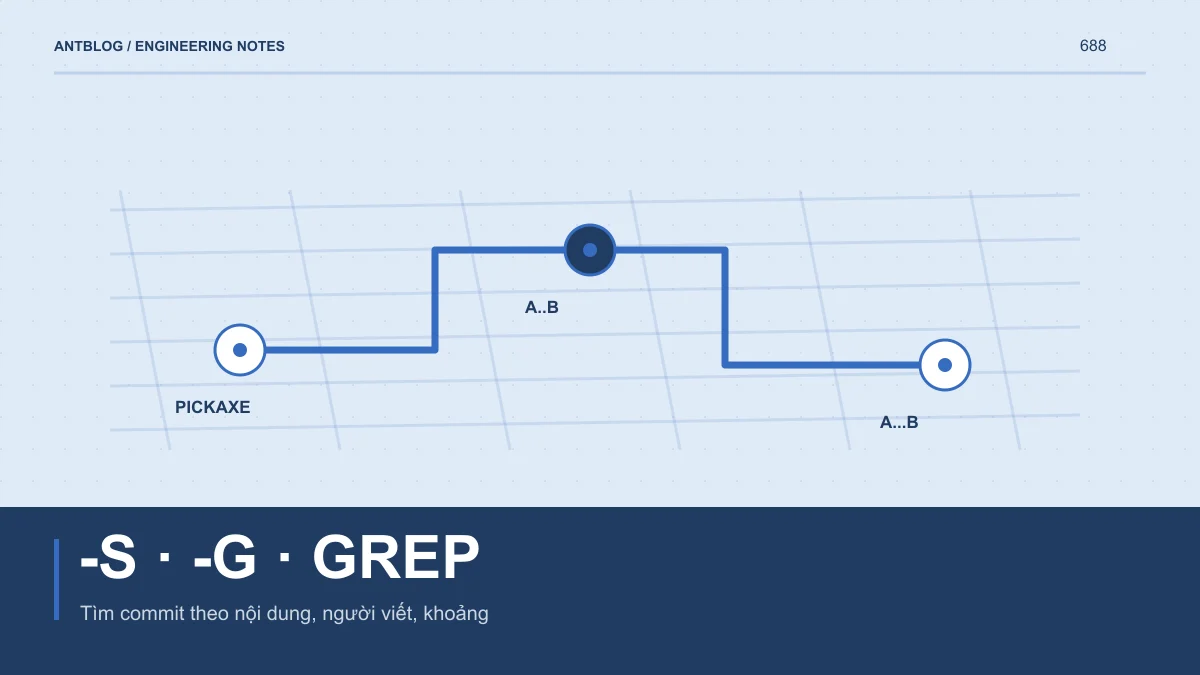 ANTBLOG / ENGINEERING NOTES
688
A..B
PICKAXE
A...B
-S · -G · GREP
Tìm commit theo nội dung, người viết, khoảng